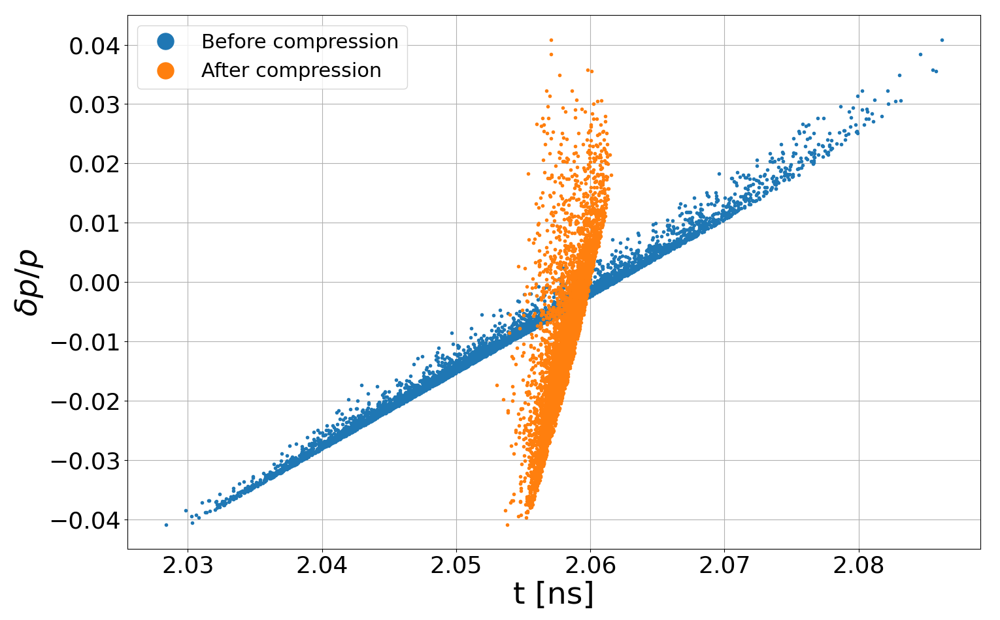 Before compression
After compression
0.04
0.03
0.02
0.01
0.00
−0.01
−0.02
−0.03
−0.04
δp/p
2.03 2.04 2.05 2.06 2.07 2.08
t [ns]